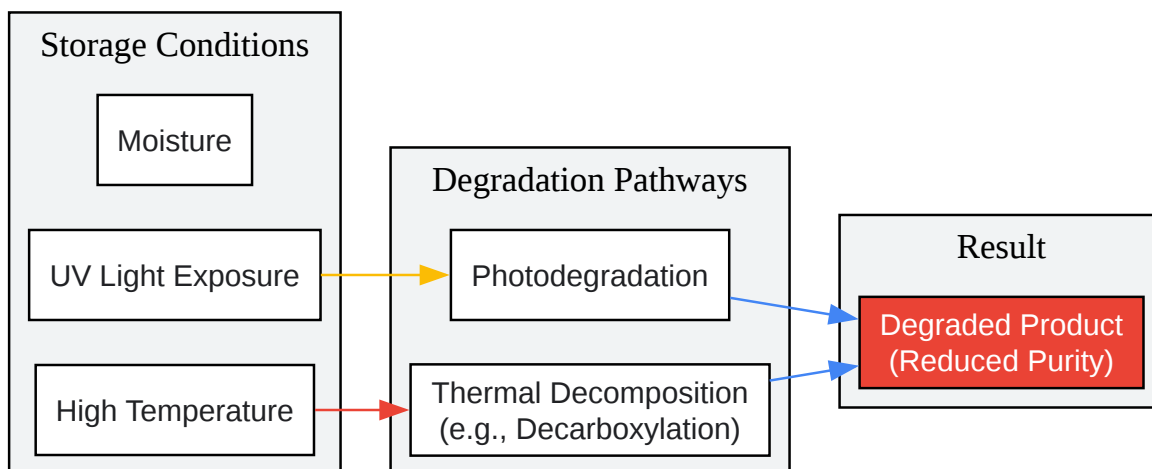 Storage Conditions
Moisture
UV Light Exposure
High Temperature
Degradation Pathways
Photodegradation
Thermal Decomposition
(e.g., Decarboxylation)
Result
Degraded Product
(Reduced Purity)